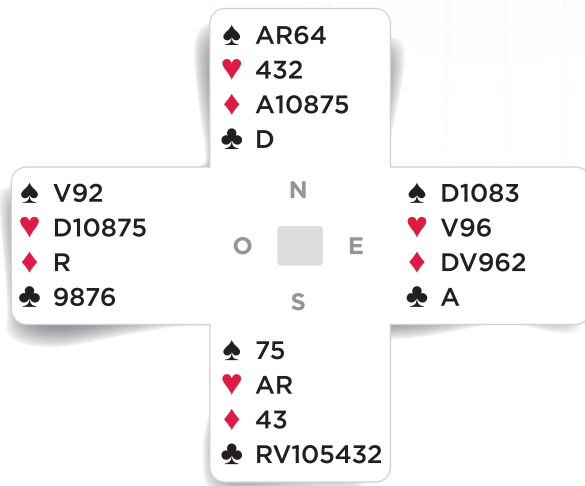 ♠ AR64
♥ 432
♦ A10875
♣ D
♠ V92
♥ D10875
♦ R
♣ 9876
N
O E
S
♠ D1083
♥ V96
♦ DV962
♣ A
♠ 75
♥ AR
♦ 43
♣ RV105432